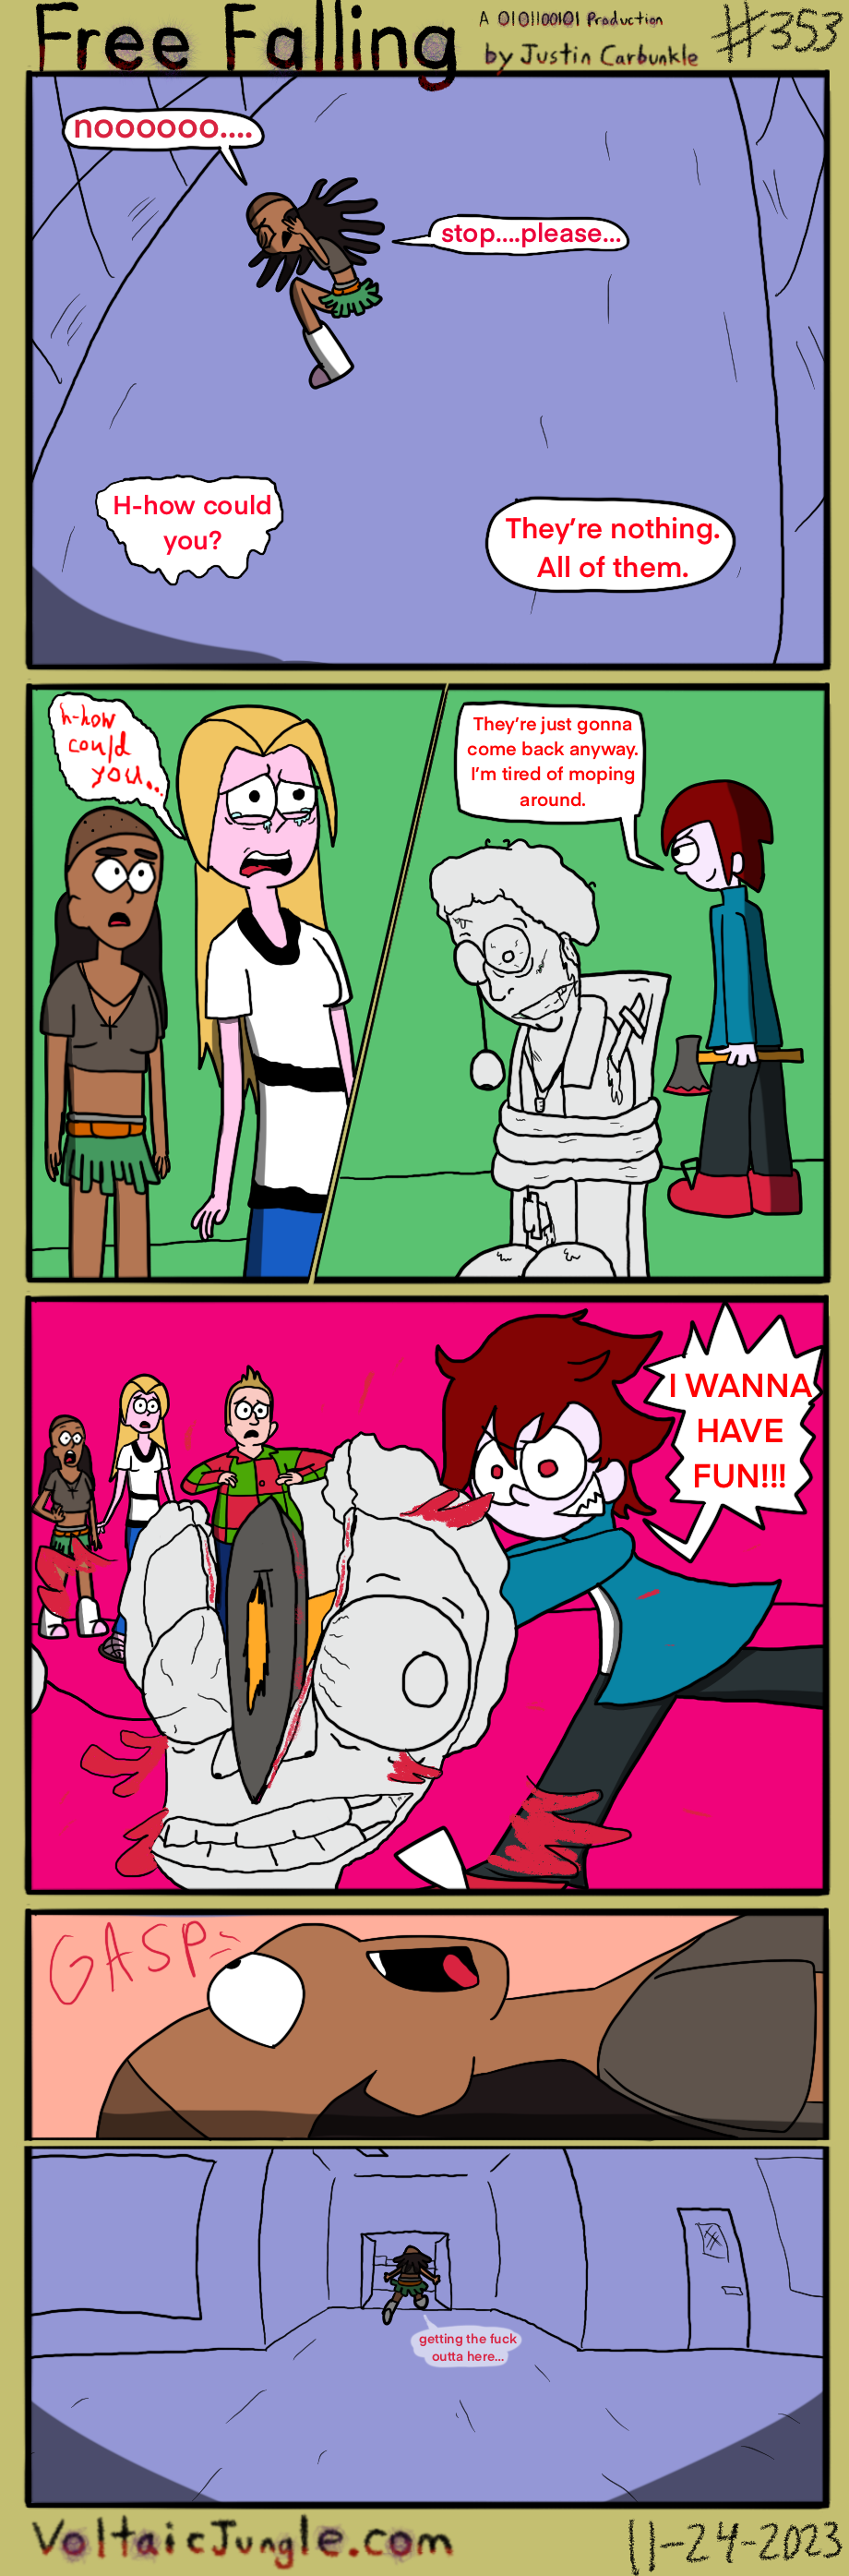 Free Falling
A 0101100101 Production
by Justin Carbunkle
#353
noooooo....
stop....please...
H-how could
you?
They're nothing.
All of them.
h-how
could
you...
They're just gonna
come back anyway.
I'm tired of moping
around.
I WANNA
HAVE
FUN!!!
GASP
getting the fuck
outta here...
VoltaicJungle.com
11-24-2023